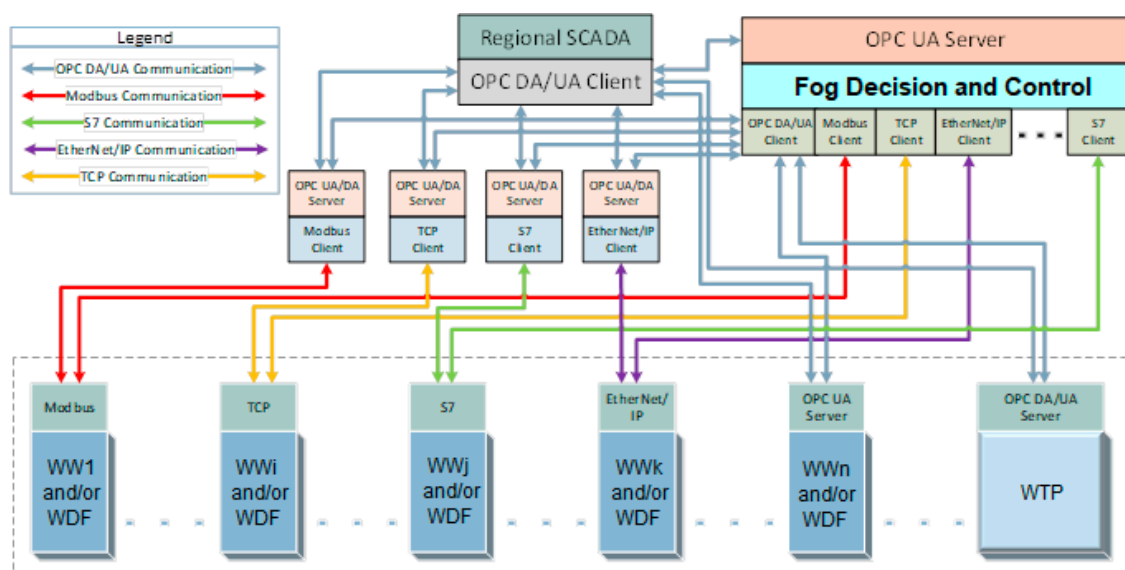 Legend
OPC DA/UA Communication
Modbus Communication
S7 Communication
EtherNet/IP Communication
TCP Communication
Regional SCADA
OPC DA/UA Client
OPC UA Server
Fog Decision and Control
OPC DA/UA
Client
Modbus
Client
TCP
Client
EtherNet/IP
Client
S7
Client
OPC UA/DA
Server
Modbus
Client
OPC UA/DA
Server
TCP
Client
OPC UA/DA
Server
S7
Client
OPC UA/DA
Server
EtherNet/IP
Client
Modbus
WW1
and/or
WDF
TCP
WWi
and/or
WDF
S7
WWj
and/or
WDF
EtherNet/
IP
WWk
and/or
WDF
OPC UA
Server
WWn
and/or
WDF
OPC DA/UA
Server
WTP